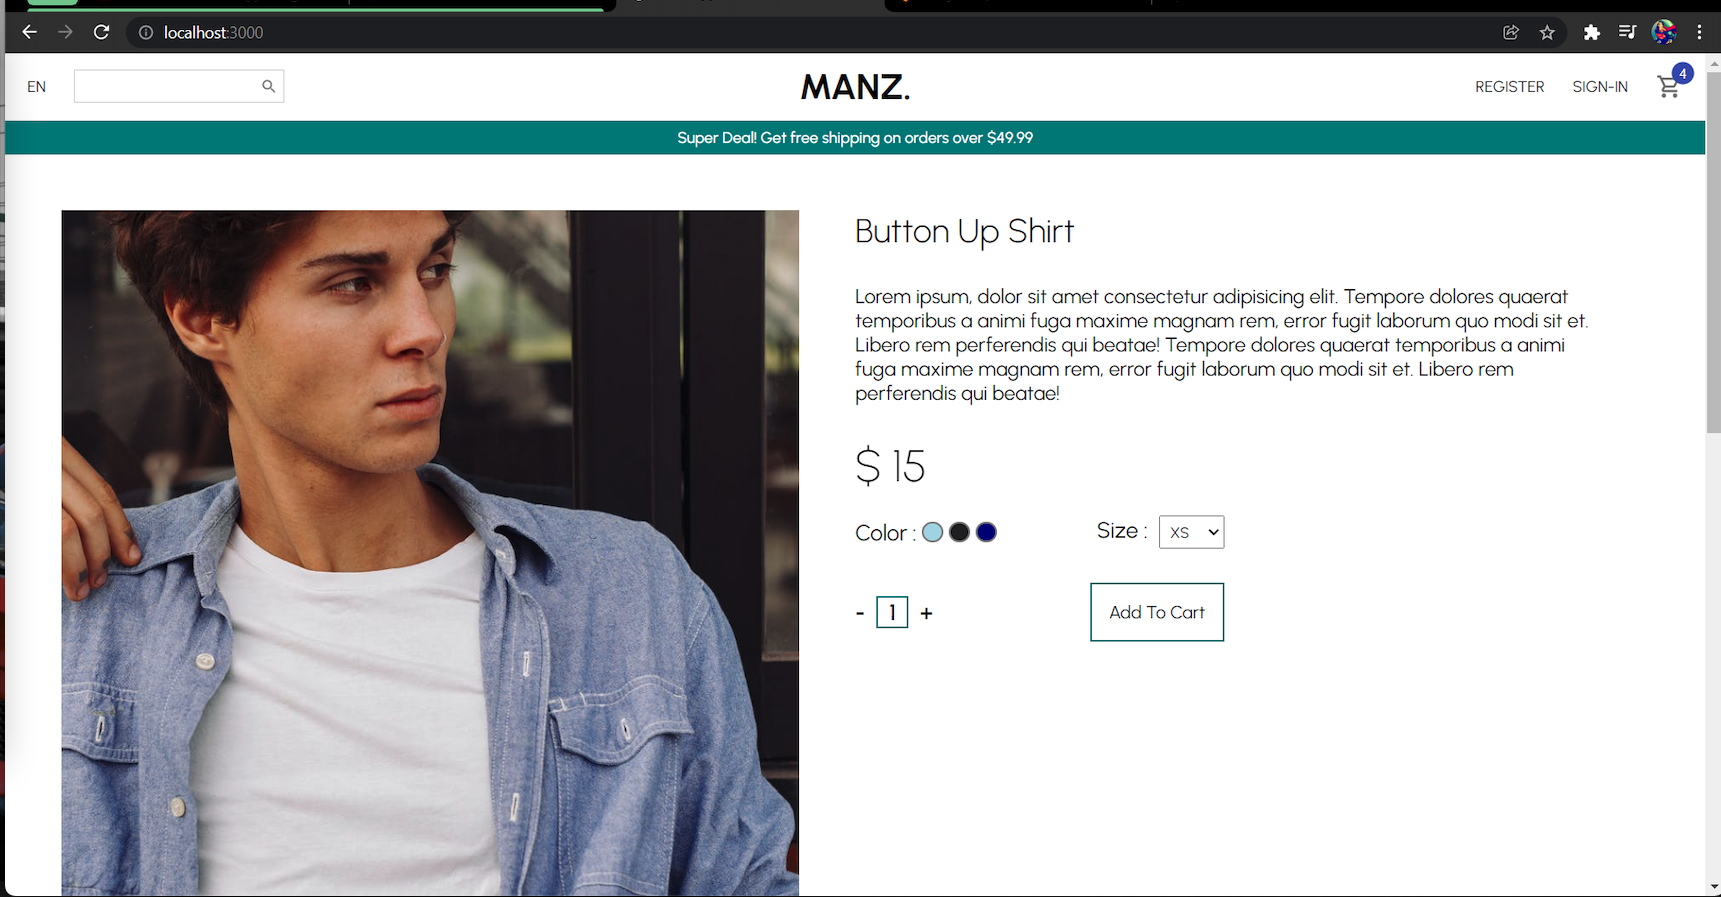 localhost:3000
EN
MANZ.
REGISTER
SIGN-IN
4
Super Deal! Get free shipping on orders over $49.99
Button Up Shirt
Lorem ipsum, dolor sit amet consectetur adipisicing elit. Tempore dolores quaerat
temporibus a animi fuga maxime magnam rem, error fugit laborum quo modi sit et.
Libero rem perferendis qui beatae! Tempore dolores quaerat temporibus a animi
fuga maxime magnam rem, error fugit laborum quo modi sit et. Libero rem
perferendis qui beatae!
$ 15
Color :
Size : XS
- 1 +
Add To Cart